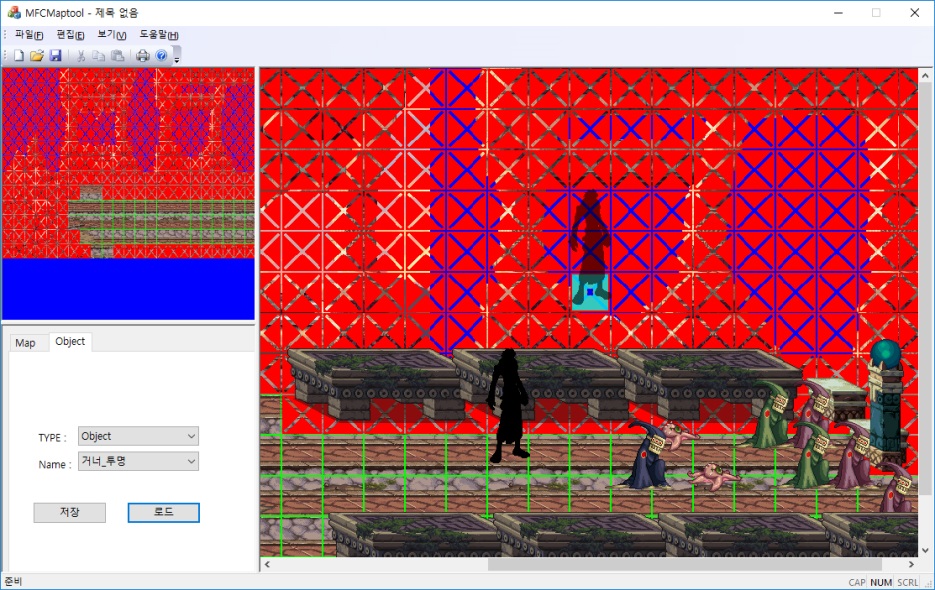 MFCMaptool - 제목 없음
파일(F) 편집(E) 보기(V) 도움말(H)
Map Object
TYPE : Object
Name : 거너_투명
저장 로드
준비 CAP NUM SCRL